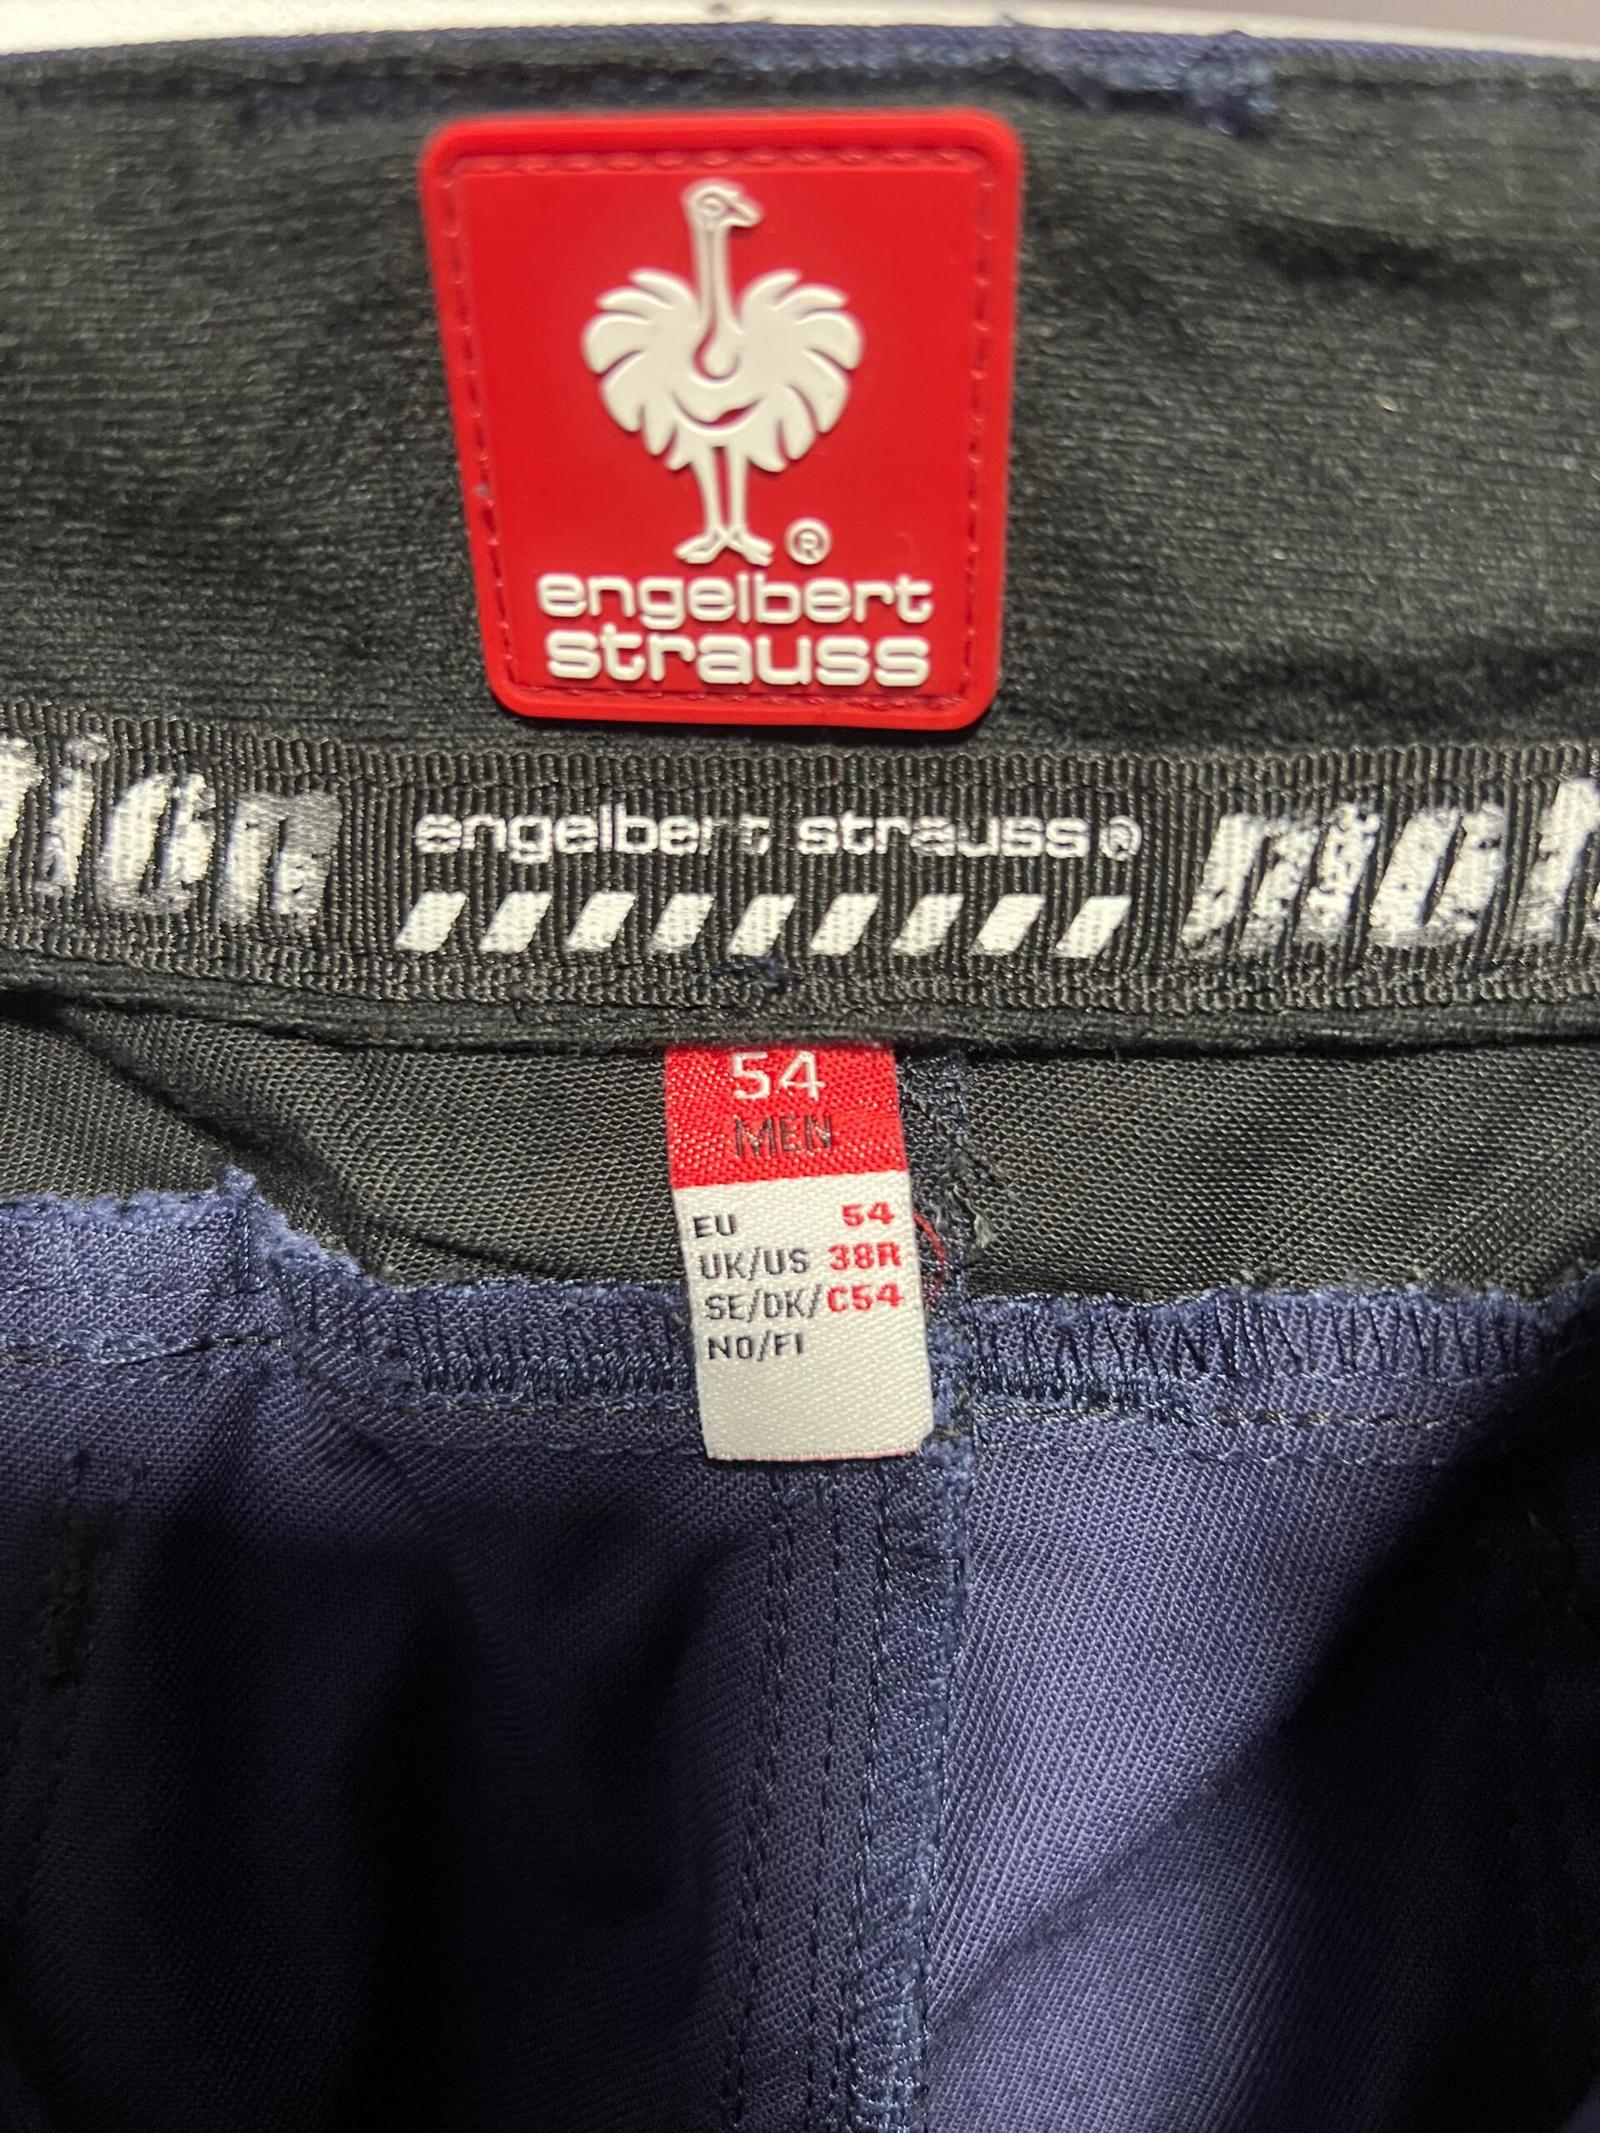 ®
engelbert
strauss
engelbert strauss®
54
MEN
EU 54
UK/US 38R
SE/DK/ C54
NO/FI